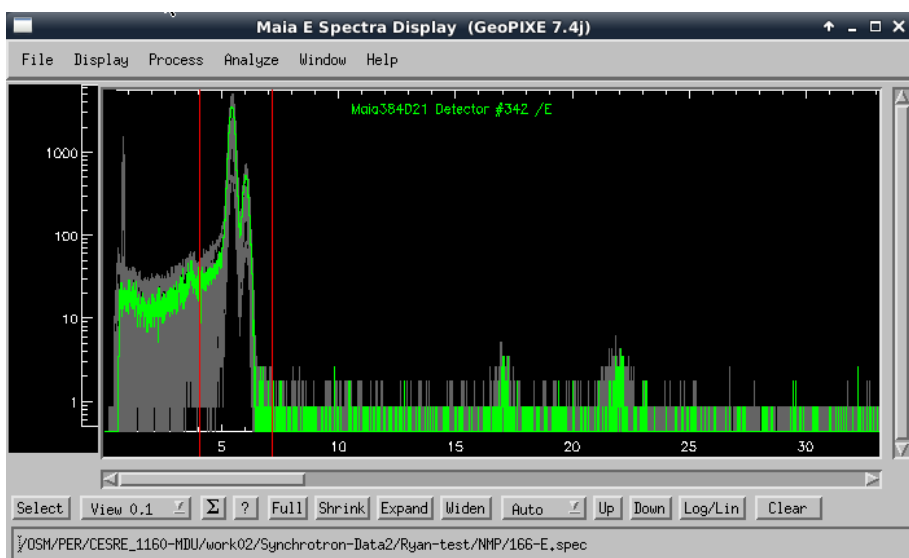 Maia E Spectra Display (GeoPIXE 7.4j)
File Display Process Analyze Window Help
Maia384D21 Detector #342 /E
1000
100
10
1
5 10 15 20 25 30
Select View 0.1 Σ ? Full Shrink Expand Widen Auto Up Down Log/Lin Clear
/OSM/PER/CESRE_1160-MDU/work02/Synchrotron-Data2/Ryan-test/NMP/166-E.spec